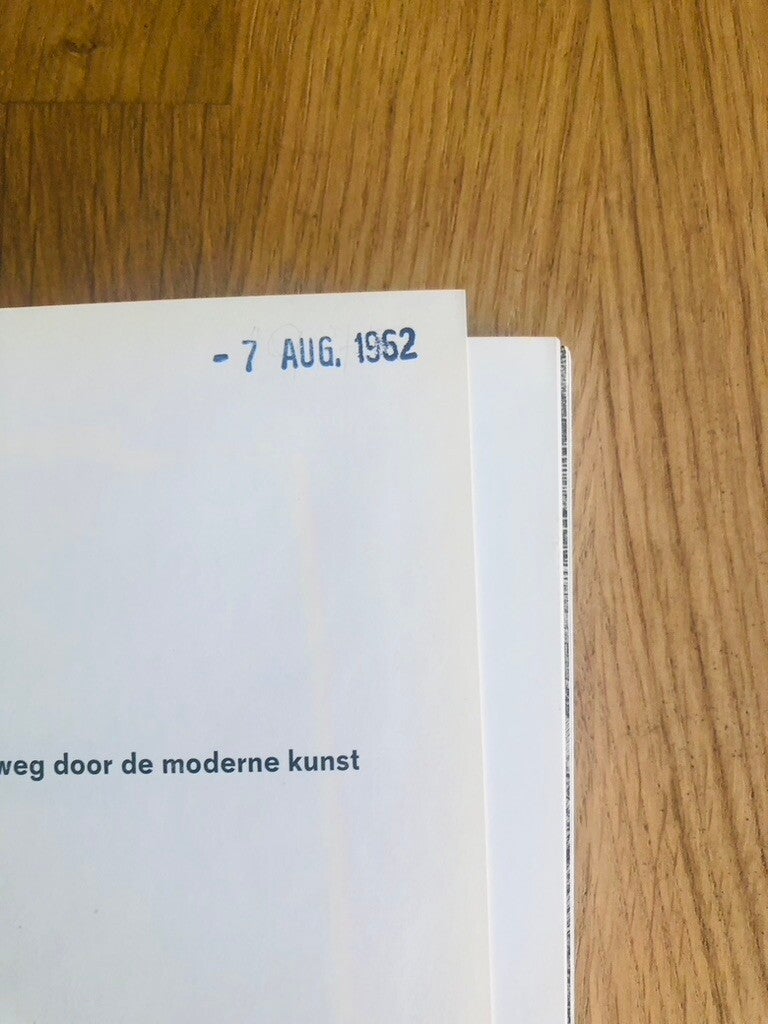 - 7 AUG. 1962
weg door de moderne kunst